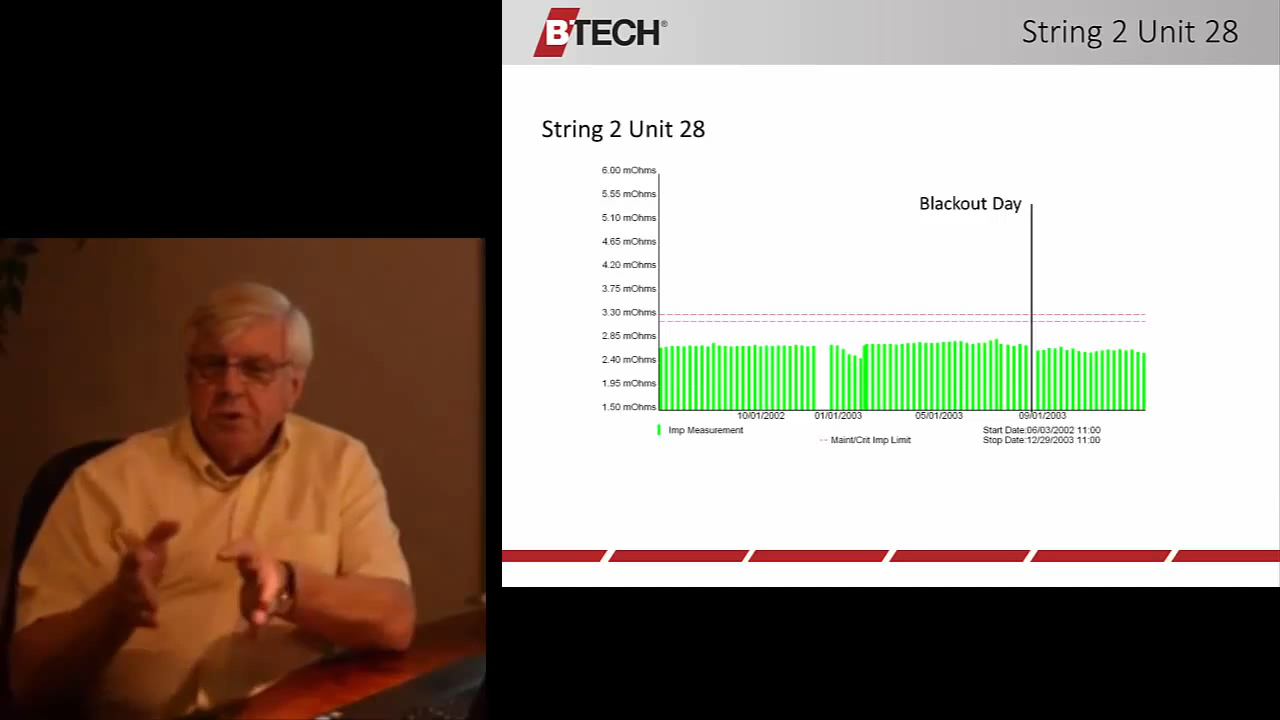 BTECH®
String 2 Unit 28
String 2 Unit 28
6.00 mOhms
5.55 mOhms
5.10 mOhms
4.65 mOhms
4.20 mOhms
3.75 mOhms
3.30 mOhms
2.85 mOhms
2.40 mOhms
1.95 mOhms
1.50 mOhms
Blackout Day
10/01/2002 01/01/2003 05/01/2003 09/01/2003
Imp Measurement
Maint/Crit Imp Limit
Start Date:06/03/2002 11:00
Stop Date:12/29/2003 11:00